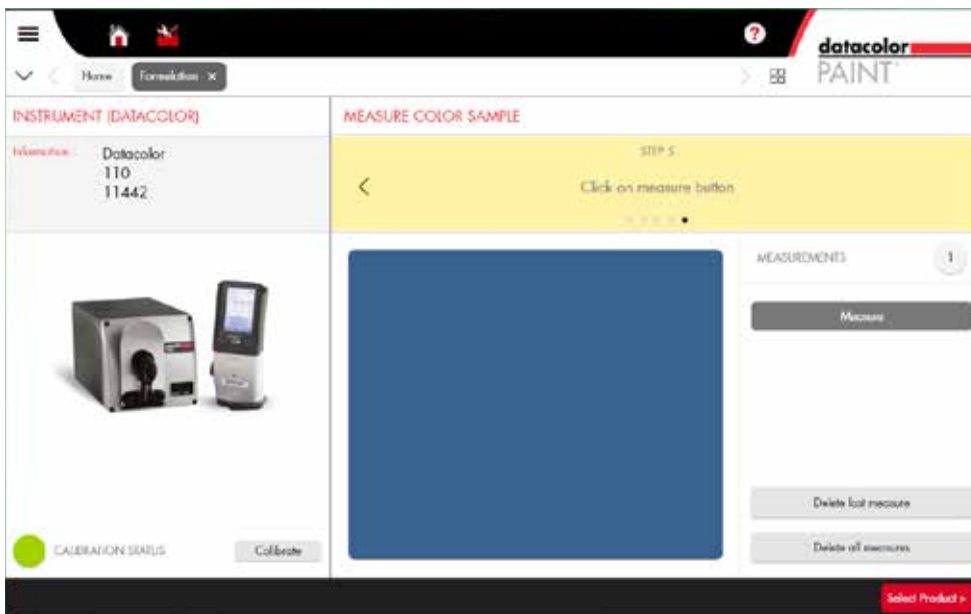 ?
datacolor
PAINT
Home
Formulation ×
INSTRUMENT (DATACOLOR)
Information :
Datacolor
110
11442
CALIBRATION STATUS
Calibrate
MEASURE COLOR SAMPLE
STEP 5
Click on measure button
MEASUREMENTS
1
Measure
Delete last measure
Delete all measures
Select Product >